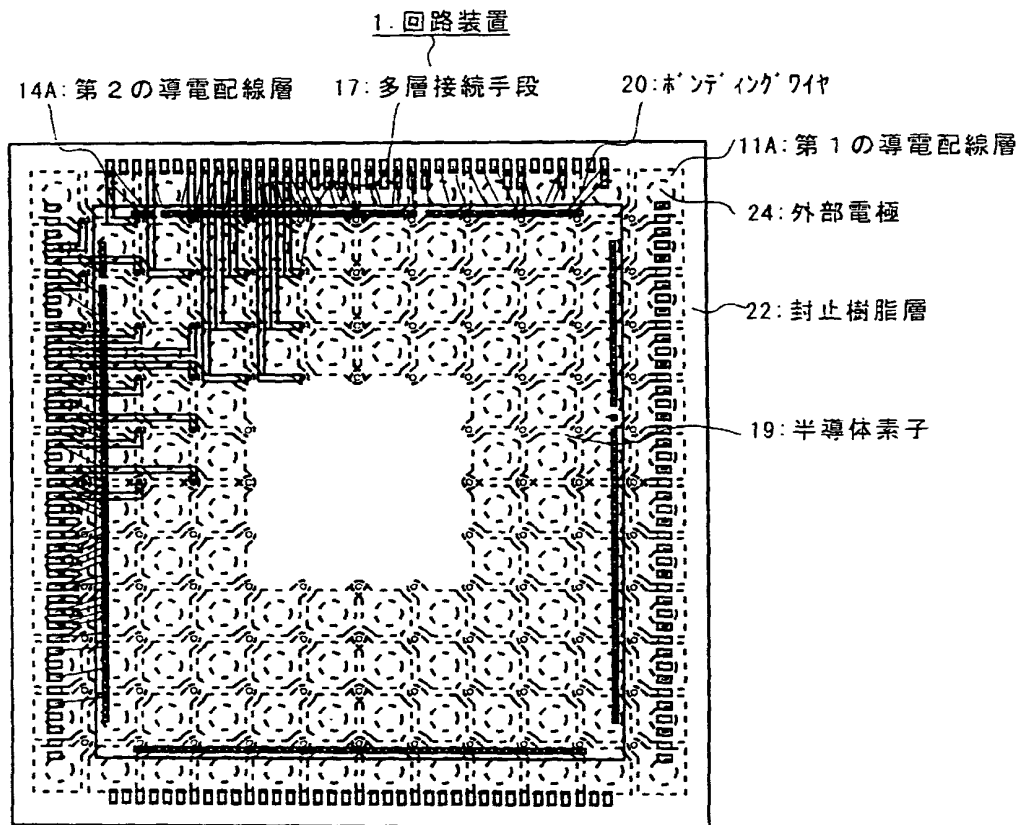 1.回路装置
14A:第2の導電配線層
17:多層接続手段
20:ボンディングワイヤ
11A:第1の導電配線層
24:外部電極
22:封止樹脂層
19:半導体素子